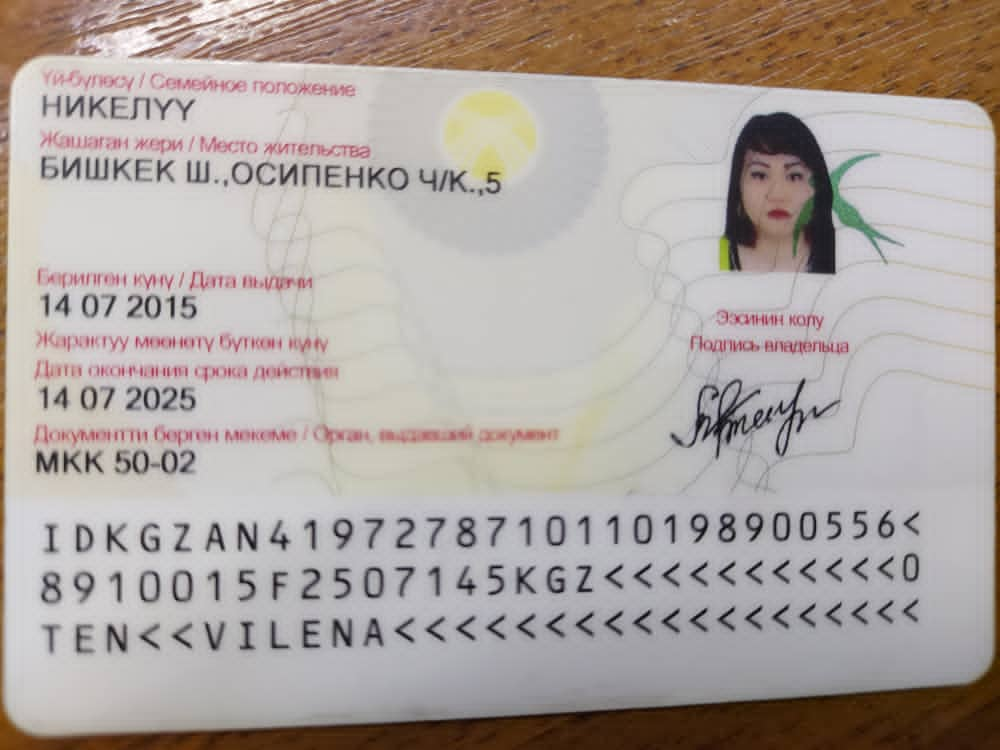 Үй-бүлөсү / Семейное положение
НИКЕЛҮҮ
Жашаган жери / Место жительства
БИШКЕК Ш.,ОСИПЕНКО Ч/К.,5
Берилген күнү / Дата выдачи
14 07 2015
Жарактуу мөөнөтү бүткөн күнү
Дата окончания срока действия
14 07 2025
Документти берген мекеме / Орган, выдавший документ
МКК 50-02
Ээсинин колу
Подпись владельца
IDKGZAN4197278710110198900556<
8910015F2507145KGZ<<<<<<<<<<<0
TEN<<VILENA<<<<<<<<<<<<<<<<<<<